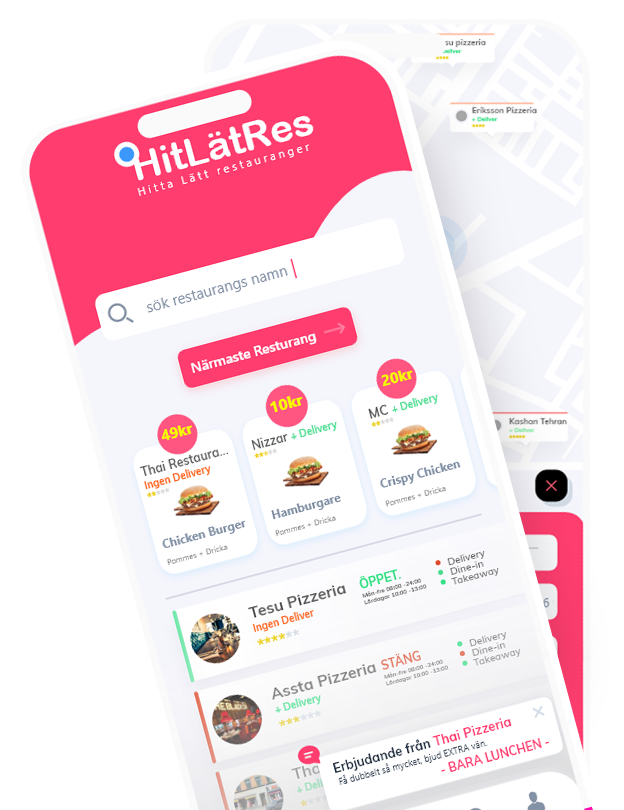 su pizzeria
eliver
Eriksson Pizzeria
+ Deliver
HitLätRes
Hitta Lätt restauranger
sök restaurangs namn
Närmaste Resturang
49kr
Thai Restaura...
Ingen Delivery
Chicken Burger
Pommes + Dricka
10kr
Nizzar + Delivery
Hamburgare
Pommes + Dricka
20kr
MC + Delivery
Crispy Chicken
Pommes + Dricka
Kashan Tehran
+ Deliver
6
Tesu Pizzeria
Ingen Deliver
ÖPPET.
Mån-fre 08:00 -24:00
Lördagar 10:00 -13:00
Delivery
Dine-in
Takeaway
Assta Pizzeria
+ Delivery
STÄNG
Mån-fre 08:00 -24:00
Lördagar 10:00 -13:00
Delivery
Dine-in
Takeaway
Tha
+ Deli
Erbjudande från Thai Pizzeria
Få dubbelt så mycket, bjud EXTRA vän.
- BARA LUNCHEN -